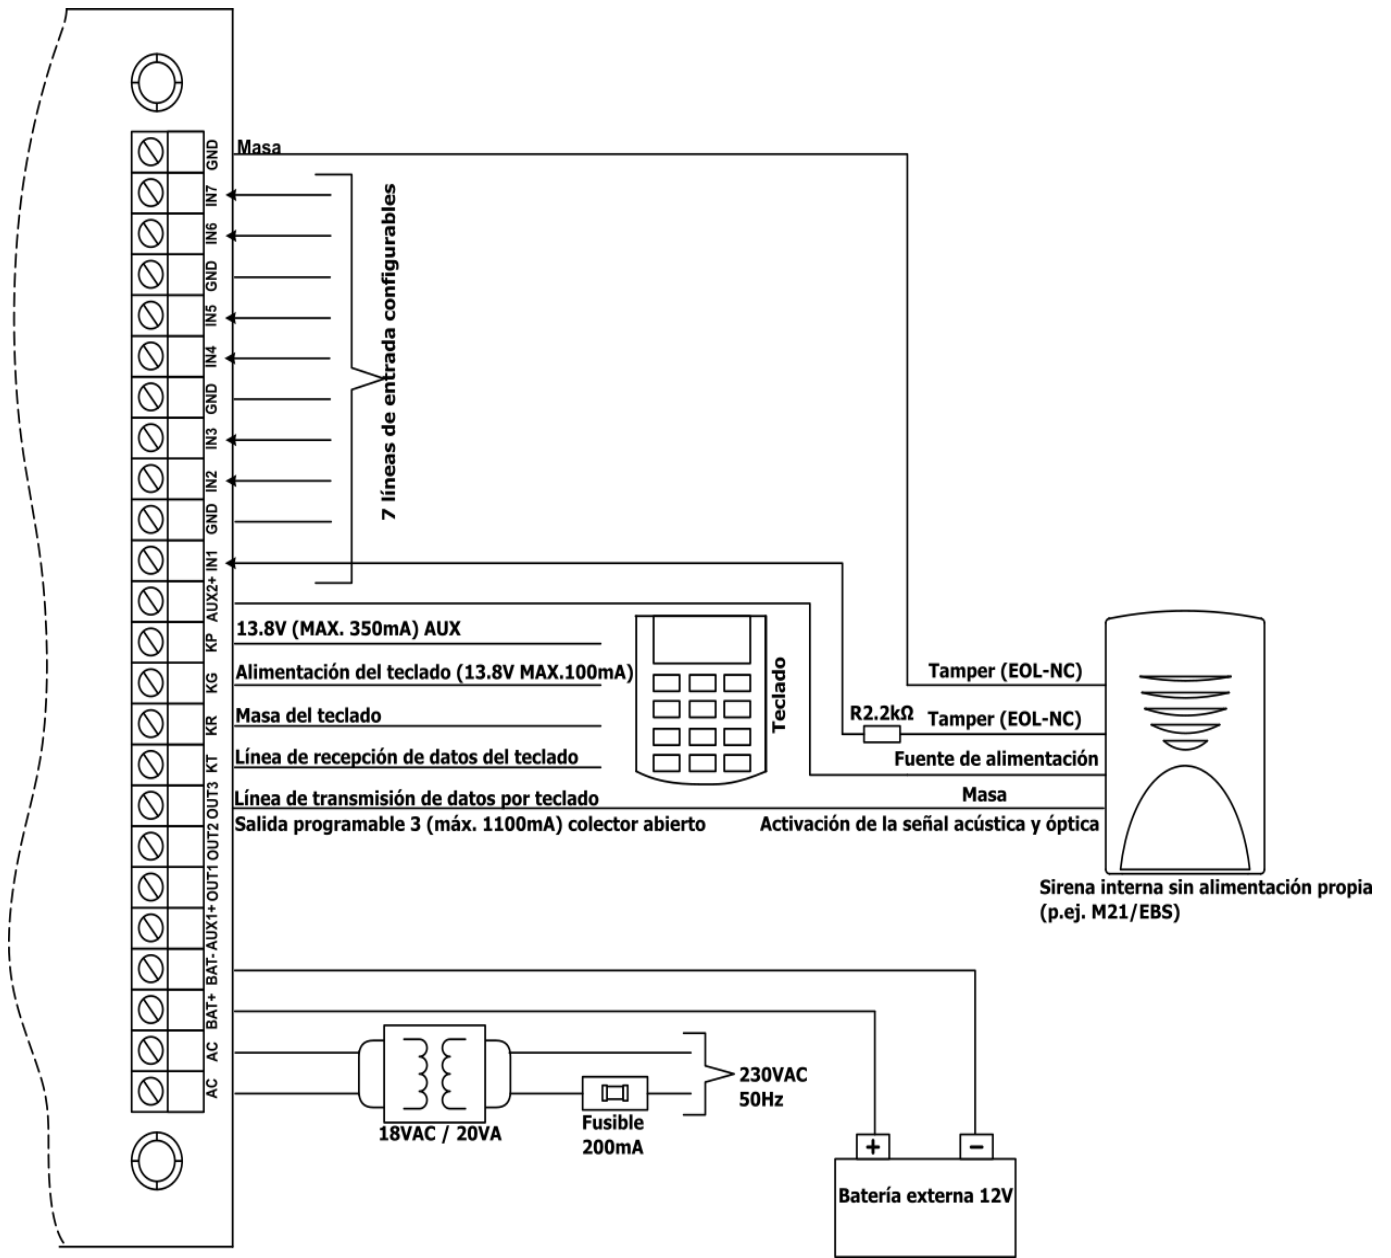 GND
Masa
IN7
IN6
GND
IN5
IN4
GND
IN3
IN2
GND
IN1
AUX2+
KP
KG
KR
KT
OUT3
OUT2
OUT1
AUX1+
BAT-
BAT+
AC
AC
7 líneas de entrada configurables
13.8V (MAX. 350mA) AUX
Alimentación del teclado (13.8V MAX.100mA)
Masa del teclado
Línea de recepción de datos del teclado
Línea de transmisión de datos por teclado
Salida programable 3 (máx. 1100mA) colector abierto
Teclado
Tamper (EOL-NC)
R2.2kΩ
Tamper (EOL-NC)
Fuente de alimentación
Masa
Activación de la señal acústica y óptica
Sirena interna sin alimentación propia
(p.ej. M21/EBS)
18VAC / 20VA
Fusible
200mA
230VAC
50Hz
+
−
Batería externa 12V